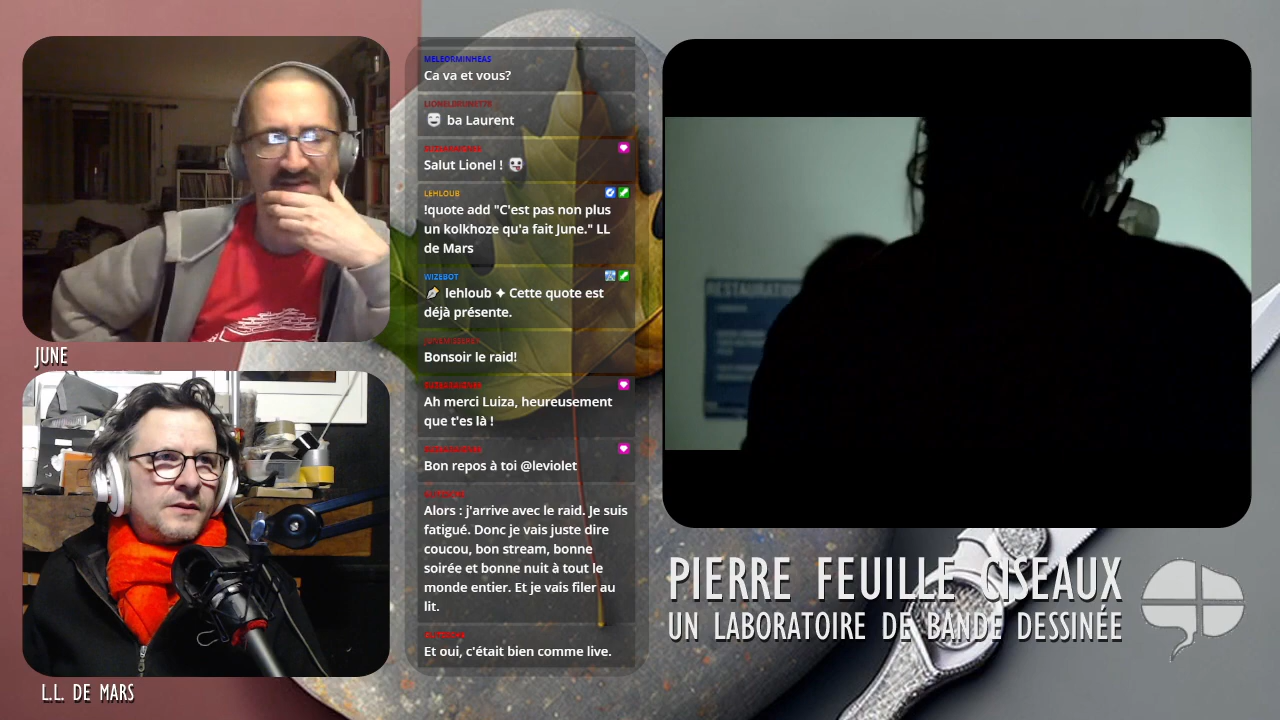 MELEORMINHEAS
Ca va et vous?
ba Laurent
Salut Lionel !
LEHLOUB
!quote add "C'est pas non plus
un kolkhoze qu'a fait June." LL
de Mars
WIZEBOT
lehloub ✦ Cette quote est
déjà présente.
Bonsoir le raid!
Ah merci Luiza, heureusement
que t'es là !
Bon repos à toi @leviolet
Alors : j'arrive avec le raid. Je suis
fatigué. Donc je vais juste dire
coucou, bon stream, bonne
soirée et bonne nuit à tout le
monde entier. Et je vais filer au
lit.
Et oui, c'était bien comme live.
JUNE
L.L. DE MARS
RESTAURATION
PIERRE FEUILLE CISEAUX
UN LABORATOIRE DE BANDE DESSINÉE